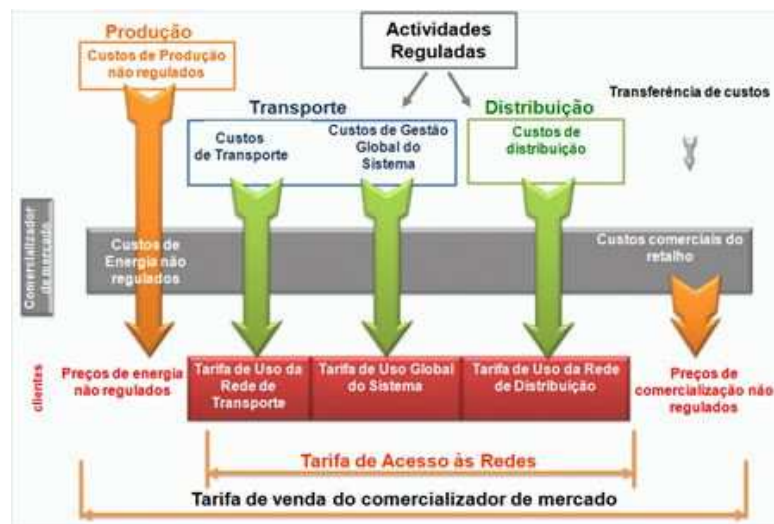 Produção
Custos de Produção
não regulados
Actividades
Reguladas
Transferência de custos
Transporte
Distribuição
Custos
de Transporte
Custos de Gestão
Global do
Sistema
Custos de
distribuição
Comercializador
de mercado
Custos de
Energia não
regulados
Custos comerciais do
retalho
clientes
Preços de energia
não regulados
Tarifa de Uso da
Rede de
Transporte
Tarifa de Uso Global
do Sistema
Tarifa de Uso da Rede
de Distribuição
Preços de
comercialização não
regulados
Tarifa de Acesso às Redes
Tarifa de venda do comercializador de mercado